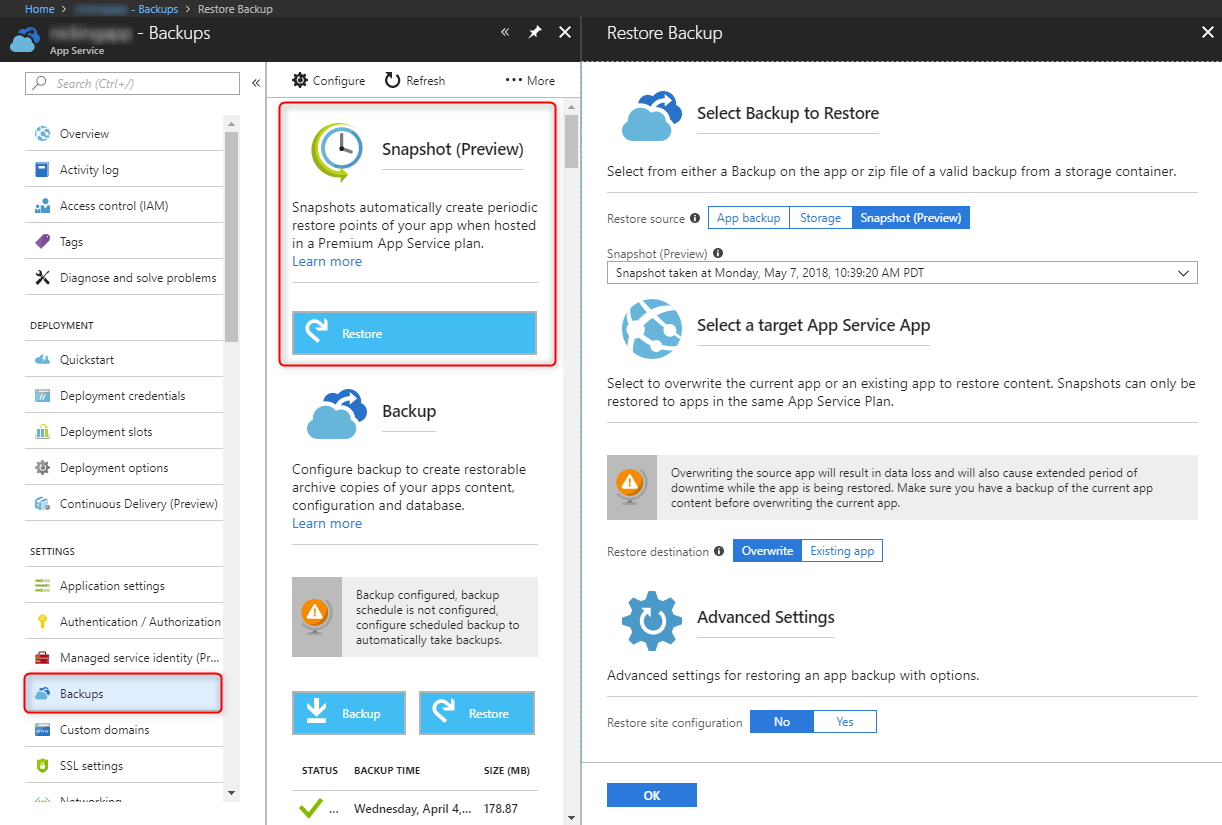 Home > - Backups > Restore Backup
- Backups
App Service
Search (Ctrl+/)
Overview
Activity log
Access control (IAM)
Tags
Diagnose and solve problems
DEPLOYMENT
Quickstart
Deployment credentials
Deployment slots
Deployment options
Continuous Delivery (Preview)
SETTINGS
Application settings
Authentication / Authorization
Managed service identity (Pr...
Backups
Custom domains
SSL settings
Networking
Configure
Refresh
More
Snapshot (Preview)
Snapshots automatically create periodic
restore points of your app when hosted
in a Premium App Service plan.
Learn more
Restore
Backup
Configure backup to create restorable
archive copies of your apps content,
configuration and database.
Learn more
Backup configured, backup
schedule is not configured,
configure scheduled backup to
automatically take backups.
Backup
Restore
STATUS BACKUP TIME SIZE (MB)
... Wednesday, April 4,... 178.87
Restore Backup
Select Backup to Restore
Select from either a Backup on the app or zip file of a valid backup from a storage container.
Restore source App backup Storage Snapshot (Preview)
Snapshot (Preview)
Snapshot taken at Monday, May 7, 2018, 10:39:20 AM PDT
Select a target App Service App
Select to overwrite the current app or an existing app to restore content. Snapshots can only be
restored to apps in the same App Service Plan.
Overwriting the source app will result in data loss and will also cause extended period of
downtime while the app is being restored. Make sure you have a backup of the current app
content before overwriting the current app.
Restore destination Overwrite Existing app
Advanced Settings
Advanced settings for restoring an app backup with options.
Restore site configuration No Yes
OK